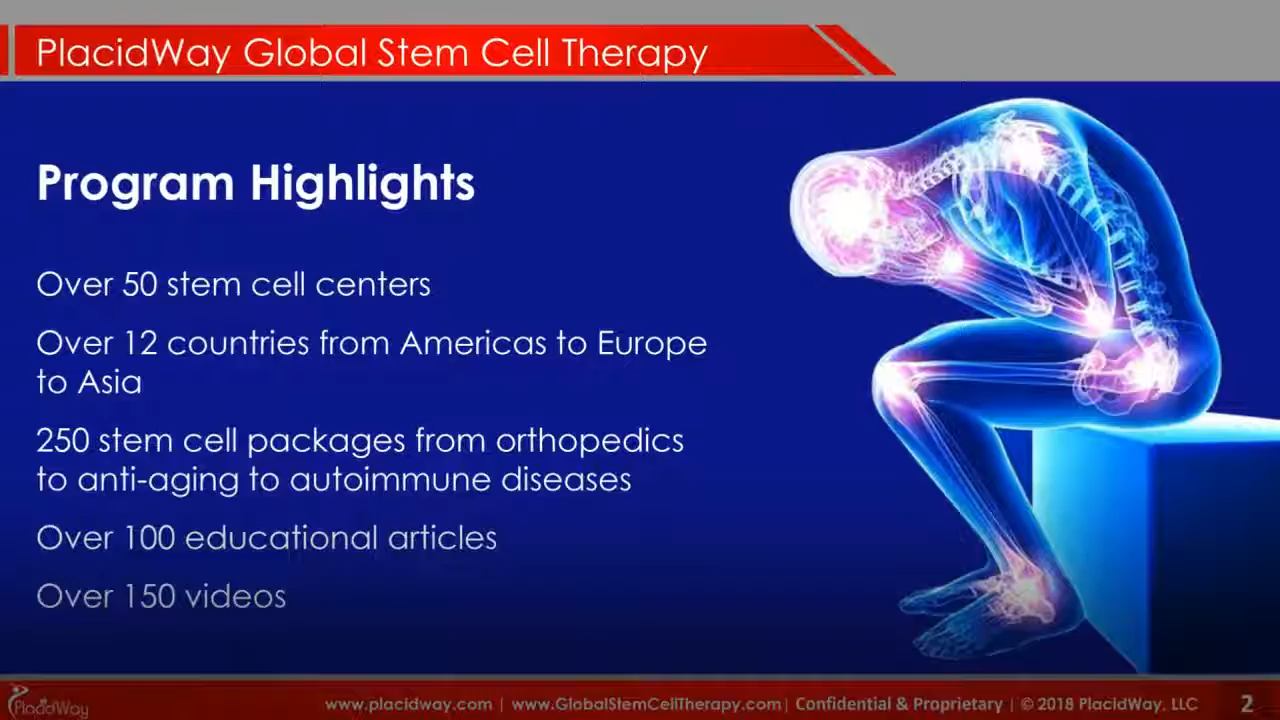 PlacidWay Global Stem Cell Therapy
Program Highlights
Over 50 stem cell centers
Over 12 countries from Americas to Europe
to Asia
250 stem cell packages from orthopedics
to anti-aging to autoimmune diseases
Over 100 educational articles
Over 150 videos
PlacidWay
www.placidway.com | www.GlobalStemCellTherapy.com| Confidential & Proprietary | © 2018 PlacidWay, LLC
2